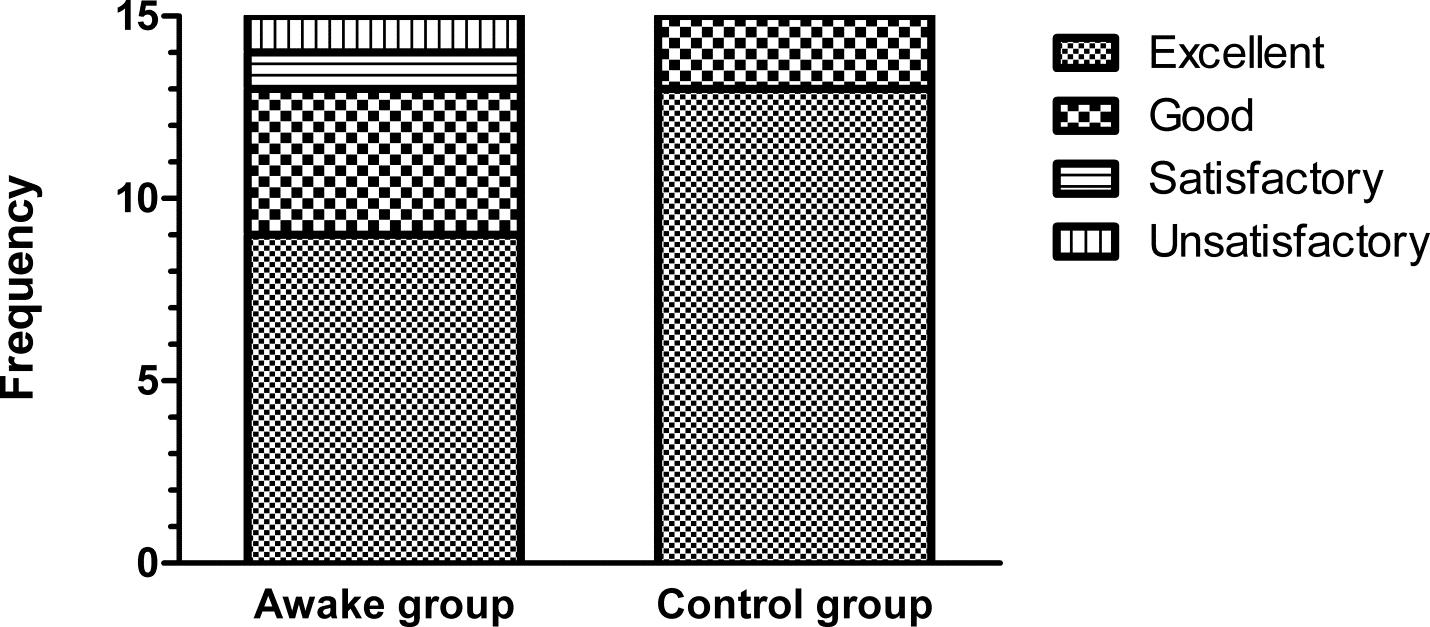 Frequency
15
10
5
0
Awake group
Control group
Excellent
Good
Satisfactory
Unsatisfactory